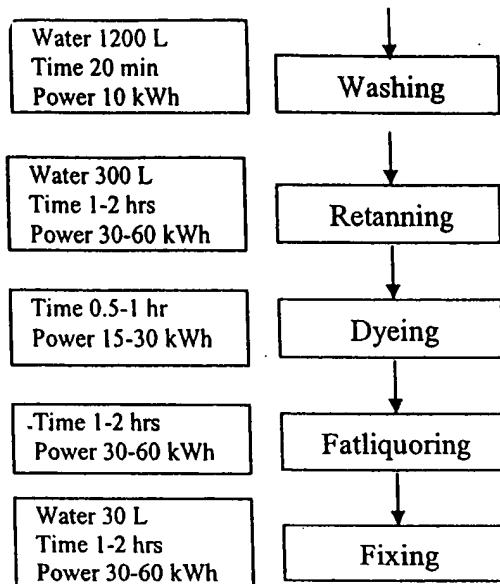 Water 1200 L
Time 20 min
Power 10 kWh
Washing
Water 300 L
Time 1-2 hrs
Power 30-60 kWh
Retanning
Time 0.5-1 hr
Power 15-30 kWh
Dyeing
Time 1-2 hrs
Power 30-60 kWh
Fatliquoring
Water 30 L
Time 1-2 hrs
Power 30-60 kWh
Fixing